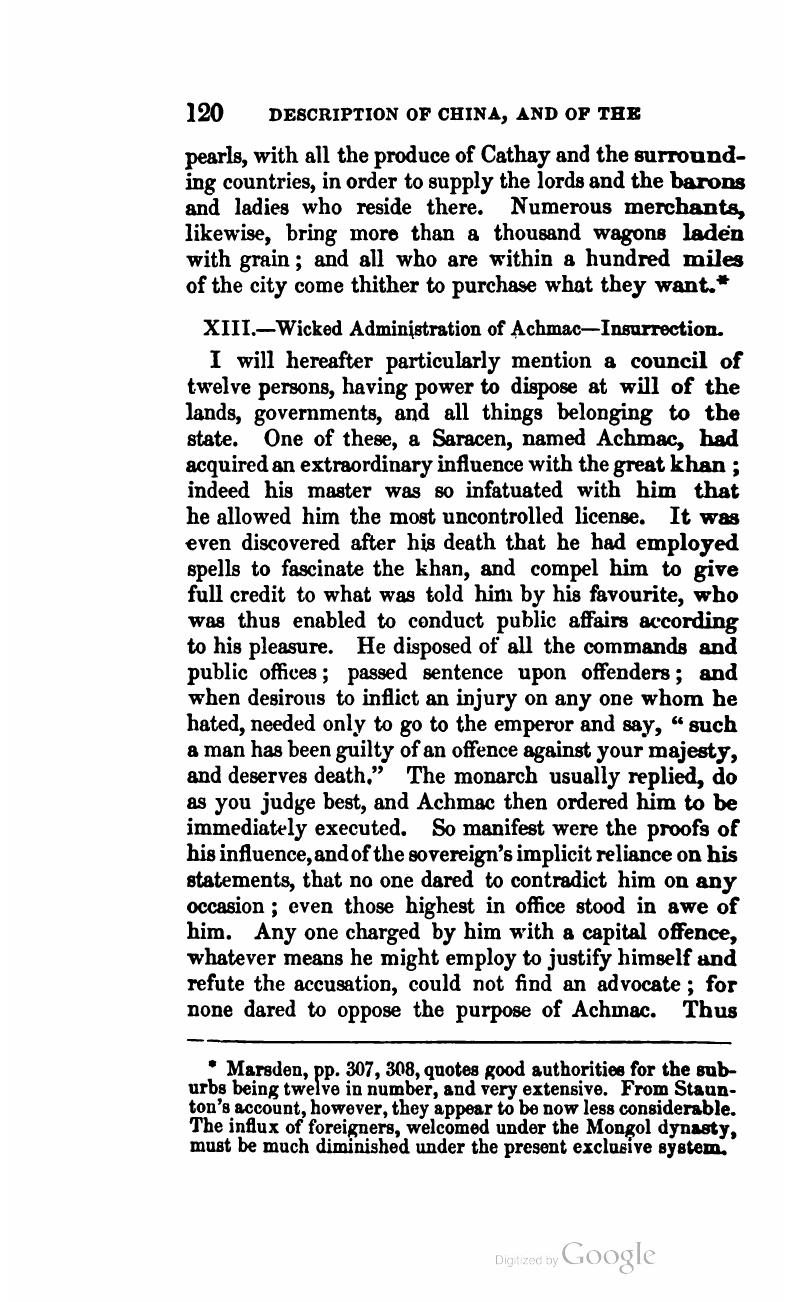 120 DESCRIPTION OF CHINA, AND OF THE
pearls, with all the produce of Cathay and the surround-
ing countries, in order to supply the lords and the barons
and ladies who reside there. Numerous merchants,
likewise, bring more than a thousand wagons laden
with grain ; and all who are within a hundred miles
of the city come thither to purchase what they want.*
XIII.—Wicked Administration of Achmac—Insurrection.
I will hereafter particularly mention a council of
twelve persons, having power to dispose at will of the
lands, governments, and all things belonging to the
state. One of these, a Saracen, named Achmac, had
acquired an extraordinary influence with the great khan ;
indeed his master was so infatuated with him that
he allowed him the most uncontrolled license. It was
even discovered after his death that he had employed
spells to fascinate the khan, and compel him to give
full credit to what was told him by his favourite, who
was thus enabled to conduct public affairs according
to his pleasure. He disposed of all the commands and
public offices ; passed sentence upon offenders ; and
when desirous to inflict an injury on any one whom he
hated, needed only to go to the emperor and say, “ such
a man has been guilty of an offence against your majesty,
and deserves death.” The monarch usually replied, do
as you judge best, and Achmac then ordered him to be
immediately executed. So manifest were the proofs of
his influence, and of the sovereign’s implicit reliance on his
statements, that no one dared to contradict him on any
occasion ; even those highest in office stood in awe of
him. Any one charged by him with a capital offence,
whatever means he might employ to justify himself and
refute the accusation, could not find an advocate ; for
none dared to oppose the purpose of Achmac. Thus
* Marsden, pp. 307, 308, quotes good authorities for the sub-
urbs being twelve in number, and very extensive. From Staun-
ton’s account, however, they appear to be now less considerable.
The influx of foreigners, welcomed under the Mongol dynasty,
must be much diminished under the present exclusive system.
Digitized by Google